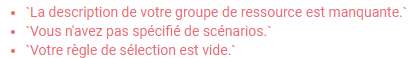 • `La description de votre groupe de ressource est manquante.`
• `Vous n'avez pas spécifié de scénarios.`
• `Votre règle de sélection est vide.`